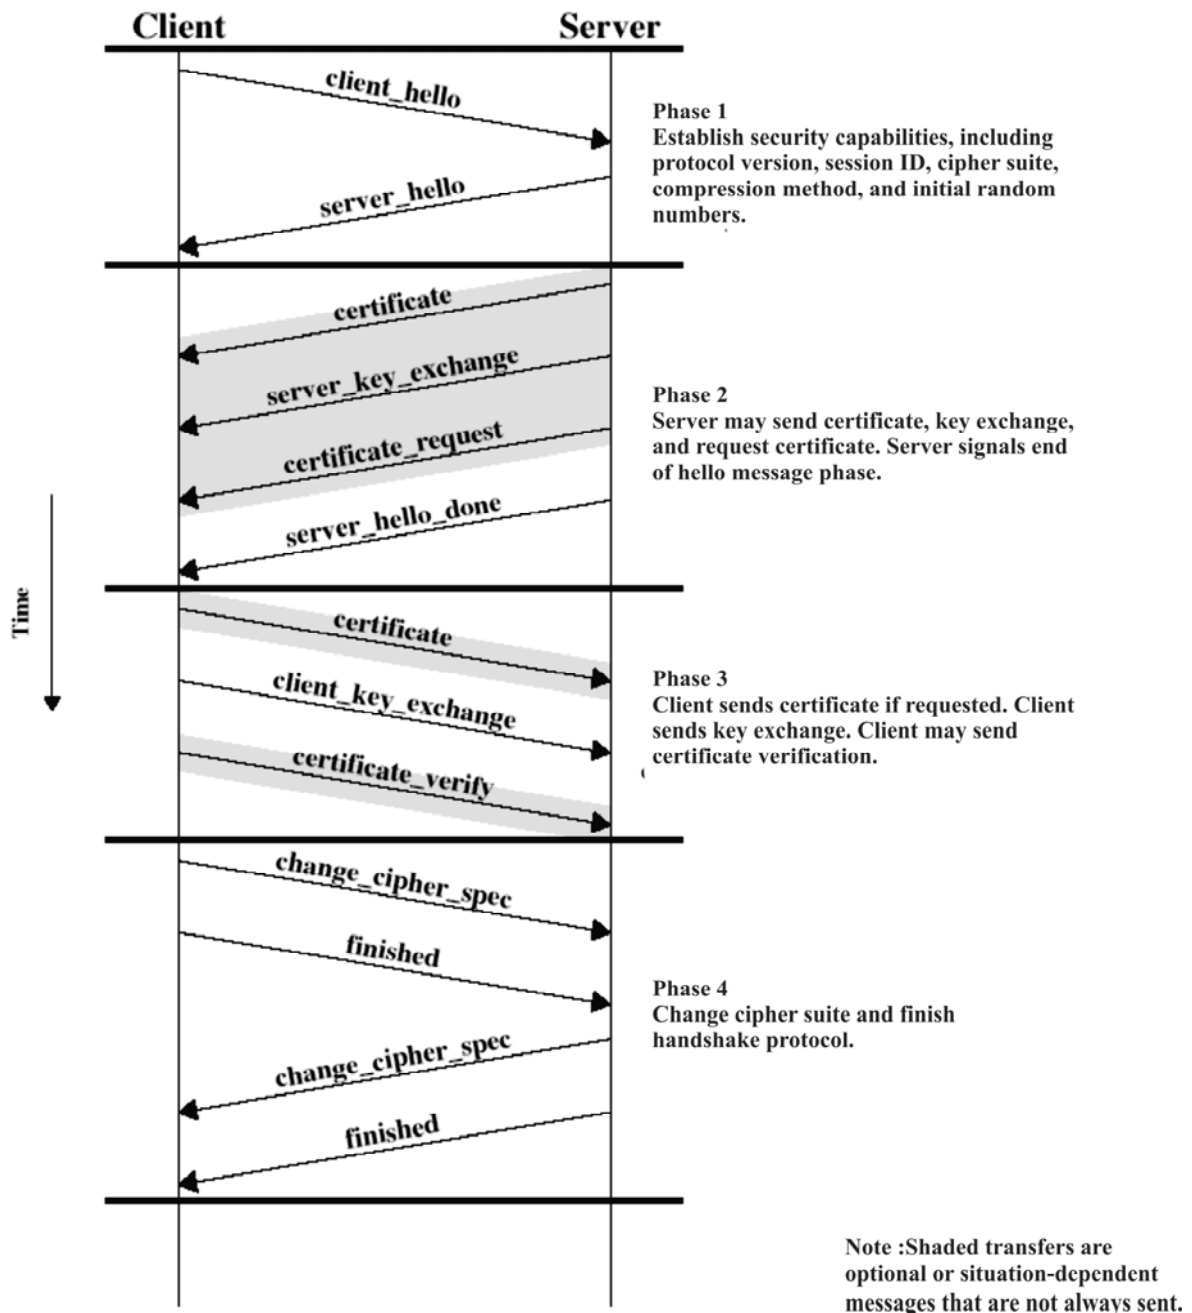 Client
Server
client_hello
Phase 1
Establish security capabilities, including
protocol version, session ID, cipher suite,
compression method, and initial random
numbers.
server_hello
certificate
server_key_exchange
Phase 2
Server may send certificate, key exchange,
and request certificate. Server signals end
of hello message phase.
certificate_request
server_hello_done
Time
certificate
client_key_exchange
Phase 3
Client sends certificate if requested. Client
sends key exchange. Client may send
certificate verification.
certificate_verify
change_cipher_spec
finished
Phase 4
Change cipher suite and finish
handshake protocol.
change_cipher_spec
finished
Note :Shaded transfers are
optional or situation-dependent
messages that are not always sent.